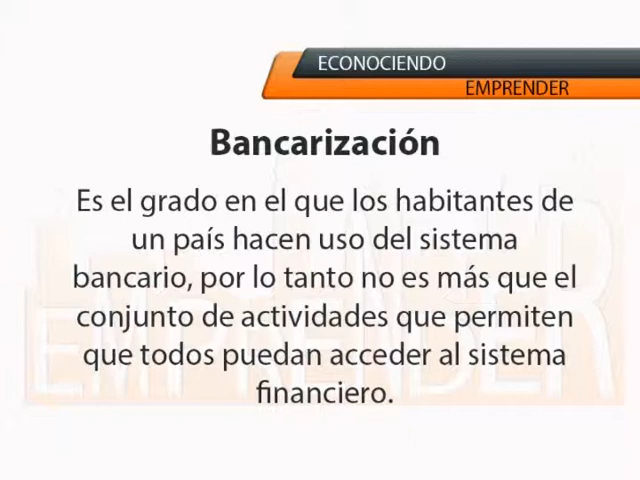 ECONOCIENDO
EMPRENDER
Bancarización
Es el grado en el que los habitantes de
un país hacen uso del sistema
bancario, por lo tanto no es más que el
conjunto de actividades que permiten
que todos puedan acceder al sistema
financiero.